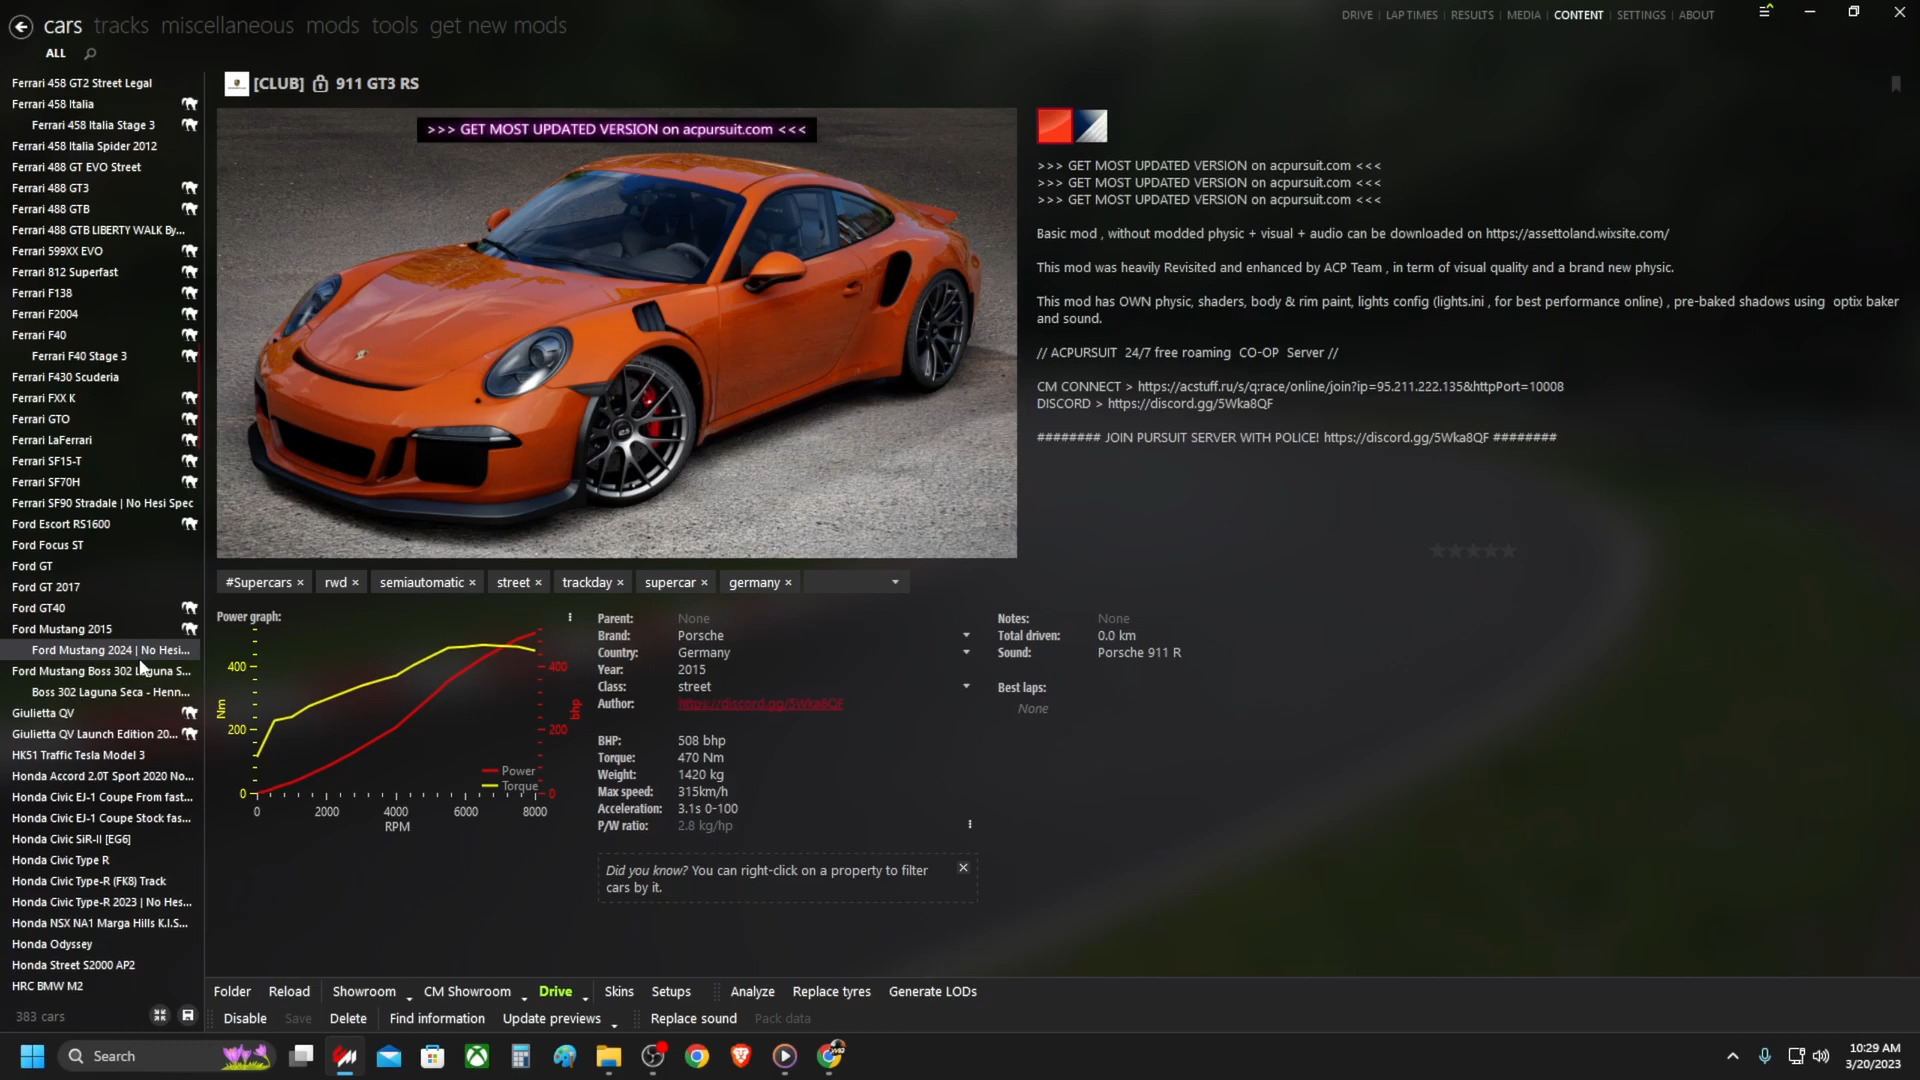 cars tracks miscellaneous mods tools get new mods
DRIVE | LAP TIMES | RESULTS | MEDIA | CONTENT | SETTINGS | ABOUT
ALL
Ferrari 458 GT2 Street Legal
Ferrari 458 Italia
Ferrari 458 Italia Stage 3
Ferrari 458 Italia Spider 2012
Ferrari 488 GT EVO Street
Ferrari 488 GT3
Ferrari 488 GTB
Ferrari 488 GTB LIBERTY WALK By...
Ferrari 599XX EVO
Ferrari 812 Superfast
Ferrari F138
Ferrari F2004
Ferrari F40
Ferrari F40 Stage 3
Ferrari F430 Scuderia
Ferrari FXX K
Ferrari GTO
Ferrari LaFerrari
Ferrari SF15-T
Ferrari SF70H
Ferrari SF90 Stradale | No Hesi Spec
Ford Escort RS1600
Ford Focus ST
Ford GT
Ford GT 2017
Ford GT40
Ford Mustang 2015
Ford Mustang 2024 | No Hesi...
Ford Mustang Boss 302 Laguna S...
Boss 302 Laguna Seca - Henn...
Giulietta QV
Giulietta QV Launch Edition 20...
HK51 Traffic Tesla Model 3
Honda Accord 2.0T Sport 2020 No...
Honda Civic EJ-1 Coupe From fast...
Honda Civic EJ-1 Coupe Stock fas...
Honda Civic SiR-II [EG6]
Honda Civic Type R
Honda Civic Type-R (FK8) Track
Honda Civic Type-R 2023 | No Hes...
Honda NSX NA1 Marga Hills K.I.S...
Honda Odyssey
Honda Street S2000 AP2
HRC BMW M2
383 cars
[CLUB] 911 GT3 RS
>>> GET MOST UPDATED VERSION on acpursuit.com <<<
>>> GET MOST UPDATED VERSION on acpursuit.com <<<
>>> GET MOST UPDATED VERSION on acpursuit.com <<<
>>> GET MOST UPDATED VERSION on acpursuit.com <<<
Basic mod , without modded physic + visual + audio can be downloaded on https://assettoland.wixsite.com/
This mod was heavily Revisited and enhanced by ACP Team , in term of visual quality and a brand new physic.
This mod has OWN physic, shaders, body & rim paint, lights config (lights.ini , for best performance online) , pre-baked shadows using optix baker
and sound.
// ACPURSUIT 24/7 free roaming CO-OP Server //
CM CONNECT > https://acstuff.ru/s/q:race/online/join?ip=95.211.222.135&httpPort=10008
DISCORD > https://discord.gg/5Wka8QF
######## JOIN PURSUIT SERVER WITH POLICE! https://discord.gg/5Wka8QF ########
#Supercars × rwd × semiautomatic × street × trackday × supercar × germany ×
Power graph:
400
200
0
Nm
400
200
0
bhp
Power
Torque
0 2000 4000 6000 8000
RPM
Parent: None
Brand: Porsche
Country: Germany
Year: 2015
Class: street
Author: https://discord.gg/5Wka8QF
BHP: 508 bhp
Torque: 470 Nm
Weight: 1420 kg
Max speed: 315km/h
Acceleration: 3.1s 0-100
P/W ratio: 2.8 kg/hp
Notes: None
Total driven: 0.0 km
Sound: Porsche 911 R
Best laps:
None
Did you know? You can right-click on a property to filter
cars by it.
Folder Reload Showroom CM Showroom Drive Skins Setups Analyze Replace tyres Generate LODs
Disable Save Delete Find information Update previews Replace sound Pack data
Search
10:29 AM
3/20/2023